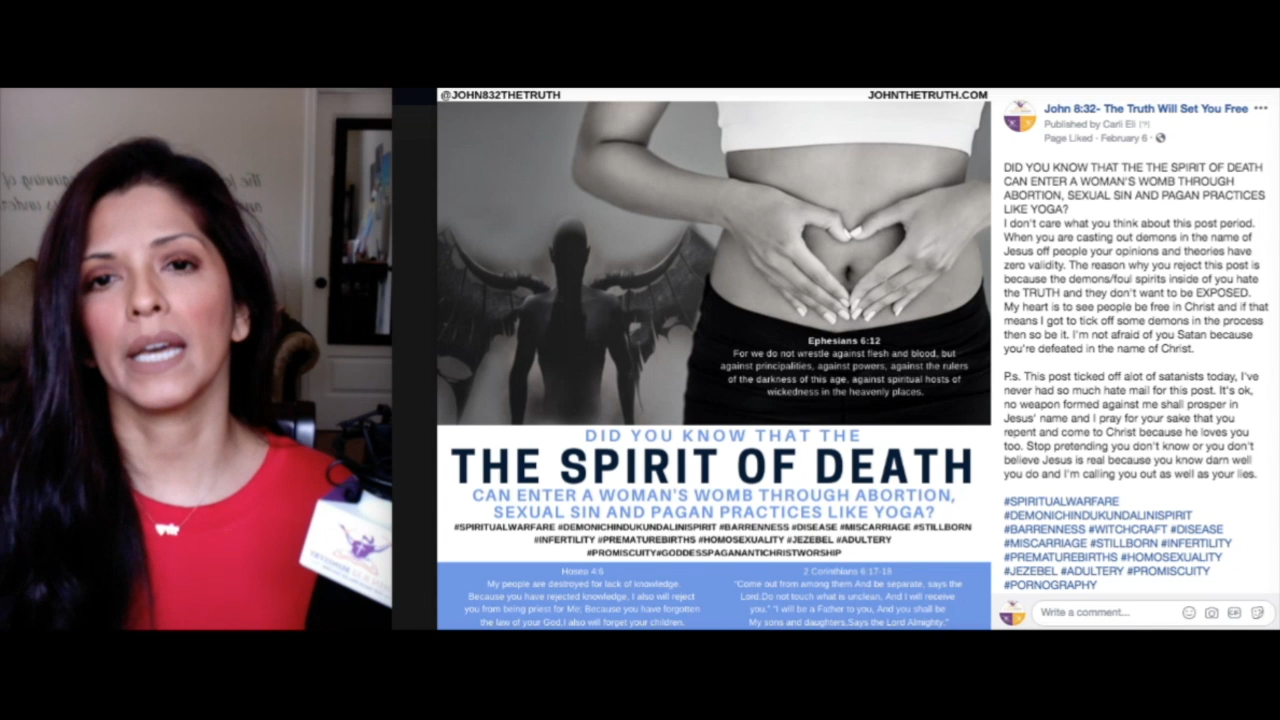 @JOHN832THETRUTH
JOHNTHETRUTH.COM
Ephesians 6:12
For we do not wrestle against flesh and blood, but
against principalities, against powers, against the rulers
of the darkness of this age, against spiritual hosts of
wickedness in the heavenly places.
DID YOU KNOW THAT THE
THE SPIRIT OF DEATH
CAN ENTER A WOMAN'S WOMB THROUGH ABORTION,
SEXUAL SIN AND PAGAN PRACTICES LIKE YOGA?
#SPIRITUALWARFARE #DEMONICHINDUKUNDALINISPIRIT #BARRENNESS #DISEASE #MISCARRIAGE #STILLBORN
#INFERTILITY #PREMATUREBIRTHS #HOMOSEXUALITY #JEZEBEL #ADULTERY
#PROMISCUITY#GODDESSPAGANANTICHRISTWORSHIP
Hosea 4:6
My people are destroyed for lack of knowledge.
Because you have rejected knowledge, I also will reject
you from being priest for Me; Because you have forgotten
the law of your God,I also will forget your children.
2 Corinthians 6:17-18
"Come out from among them And be separate, says the
Lord.Do not touch what is unclean, And I will receive
you." "I will be a Father to you, And you shall be
My sons and daughters,Says the Lord Almighty."
John 8:32- The Truth Will Set You Free
Published by Carli Eli [?]
Page Liked · February 6 ·
DID YOU KNOW THAT THE THE SPIRIT OF DEATH
CAN ENTER A WOMAN'S WOMB THROUGH
ABORTION, SEXUAL SIN AND PAGAN PRACTICES
LIKE YOGA?
I don't care what you think about this post period.
When you are casting out demons in the name of
Jesus off people your opinions and theories have
zero validity. The reason why you reject this post is
because the demons/foul spirits inside of you hate
the TRUTH and they don't want to be EXPOSED.
My heart is to see people be free in Christ and if that
means I got to tick off some demons in the process
then so be it. I'm not afraid of you Satan because
you're defeated in the name of Christ.
P.s. This post ticked off alot of satanists today, I've
never had so much hate mail for this post. It's ok,
no weapon formed against me shall prosper in
Jesus' name and I pray for your sake that you
repent and come to Christ because he loves you
too. Stop pretending you don't know or you don't
believe Jesus is real because you know darn well
you do and I'm calling you out as well as your lies.
#SPIRITUALWARFARE
#DEMONICHINDUKUNDALINISPIRIT
#BARRENNESS #WITCHCRAFT #DISEASE
#MISCARRIAGE #STILLBORN #INFERTILITY
#PREMATUREBIRTHS #HOMOSEXUALITY
#JEZEBEL #ADULTERY #PROMISCUITY
#PORNOGRAPHY
Write a comment...